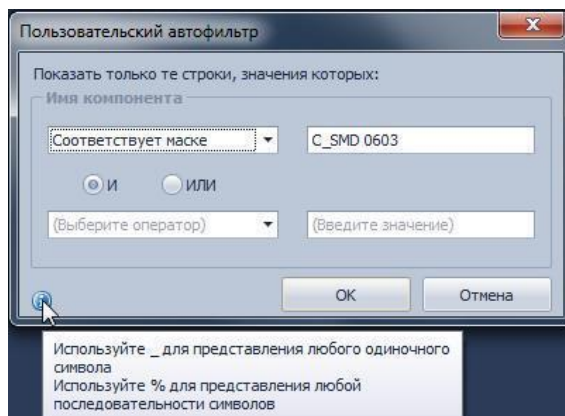 Пользовательский автофильтр
Показать только те строки, значения которых:
Имя компонента
Соответствует маске
C_SMD 0603
И
ИЛИ
(Выберите оператор)
(Введите значение)
OK
Отмена
Используйте _ для представления любого одиночного
символа
Используйте % для представления любой
последовательности символов